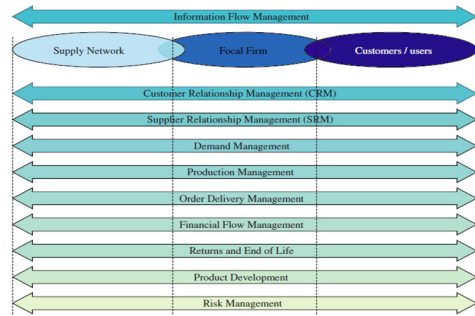 Information Flow Management
Supply Network
Focal Firm
Customers / users
Customer Relationship Management (CRM)
Supplier Relationship Management (SRM)
Demand Management
Production Management
Order Delivery Management
Financial Flow Management
Returns and End of Life
Product Development
Risk Management